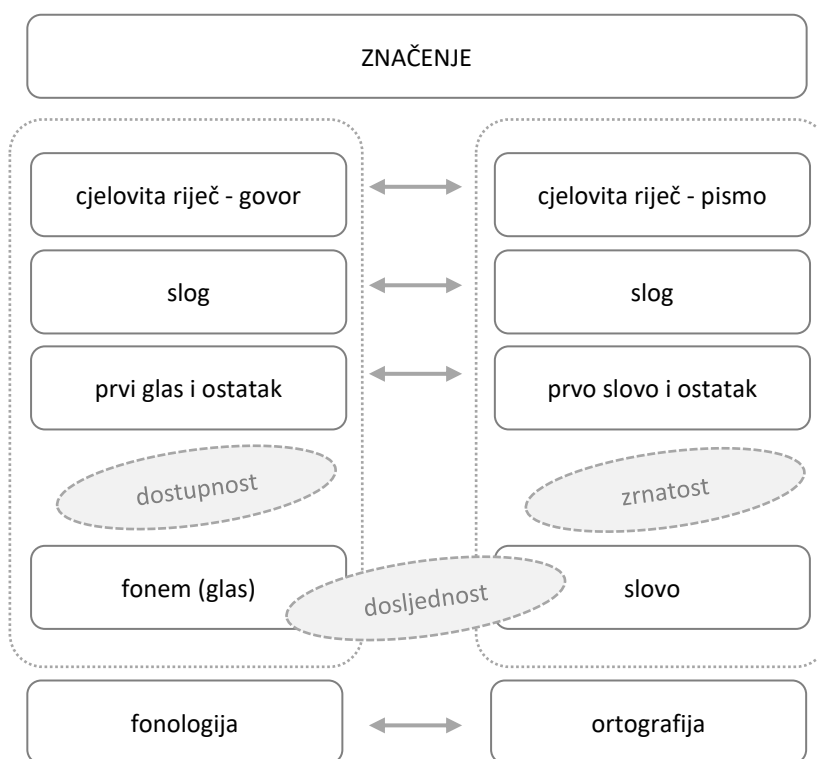 ZNAČENJE
cjelovita riječ - govor
cjelovita riječ - pismo
slog
slog
prvi glas i ostatak
prvo slovo i ostatak
dostupnost
zrnatost
fonem (glas)
dosljednost
slovo
fonologija
ortografija